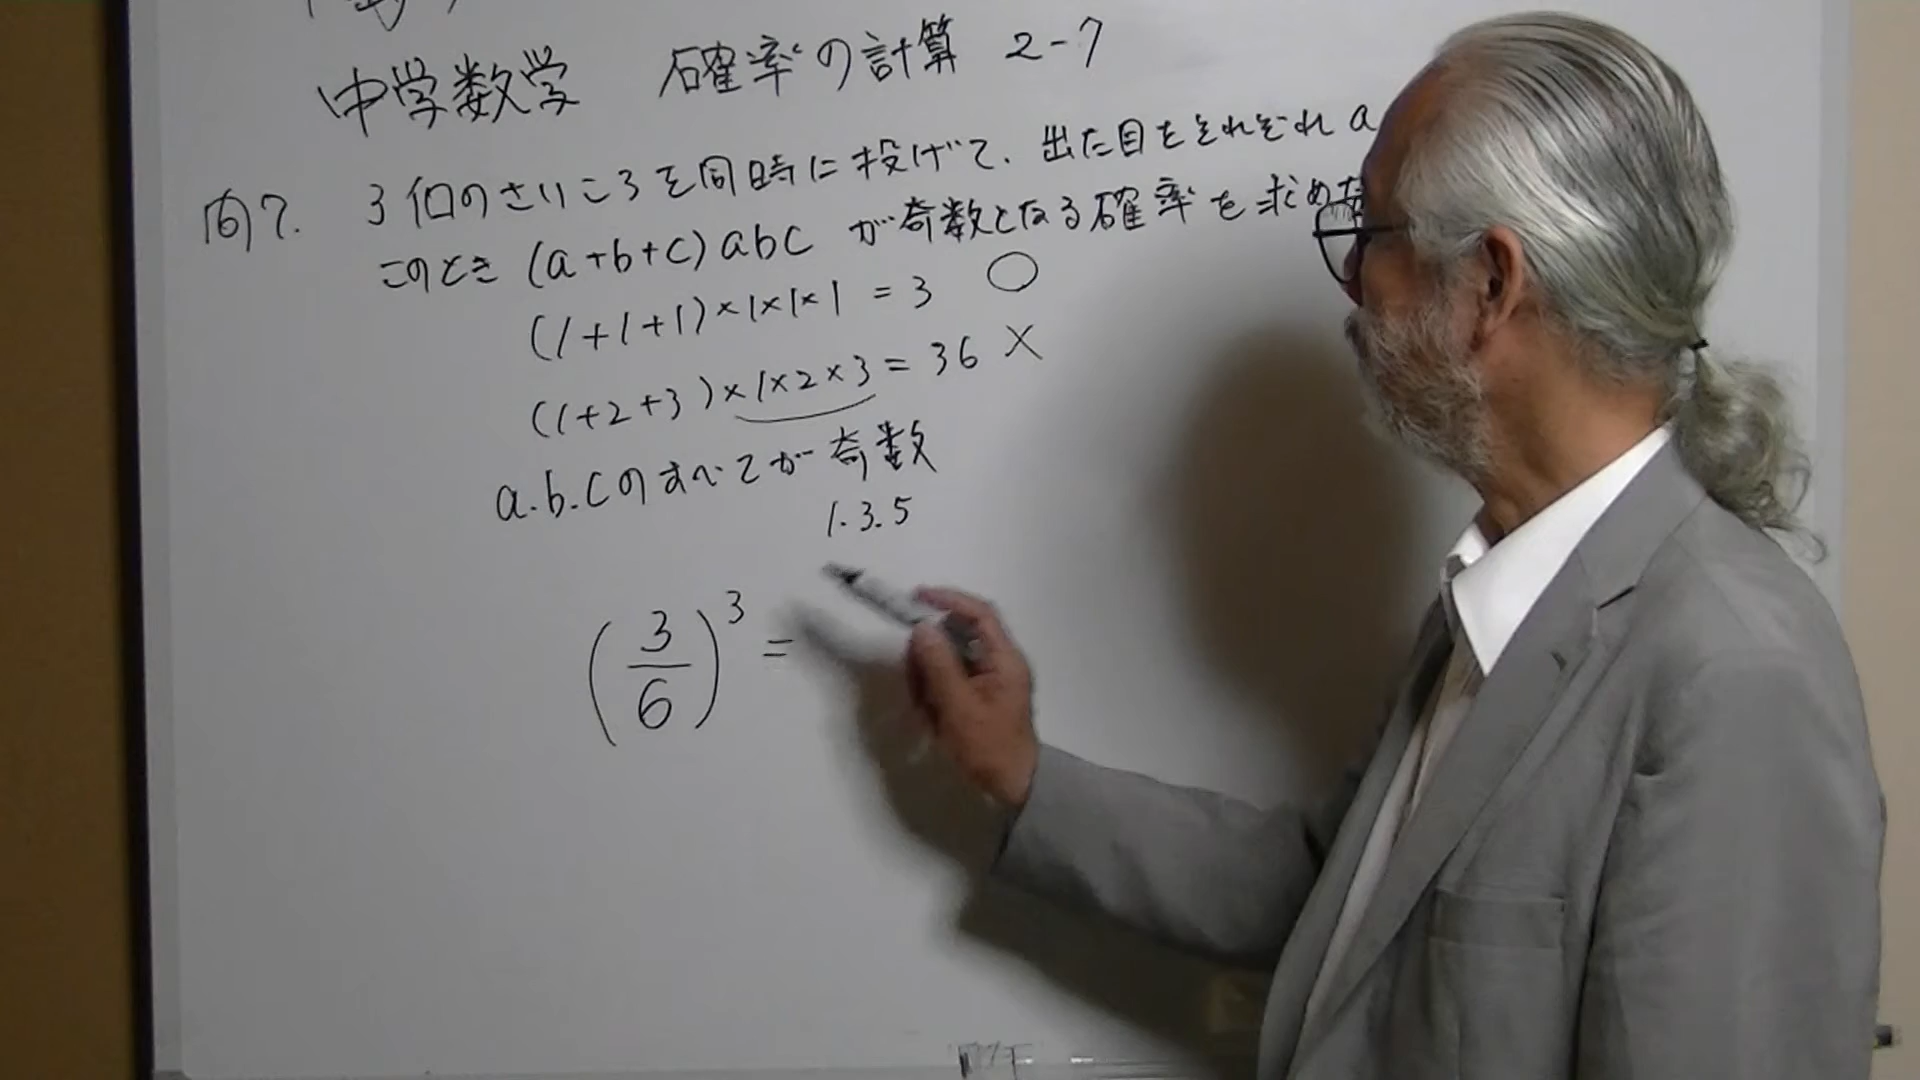 中学数学 確率の計算 2-7
問7. 3個のさいころを同時に投げて、出た目をそれぞれa
このとき (a+b+c)abc が奇数となる確率を求めな
(1+1+1)×1×1×1 = 3 ○
(1+2+3)×1×2×3 = 36 ×
a.b.cのすべてが奇数
1.3.5
(3/6)³ =